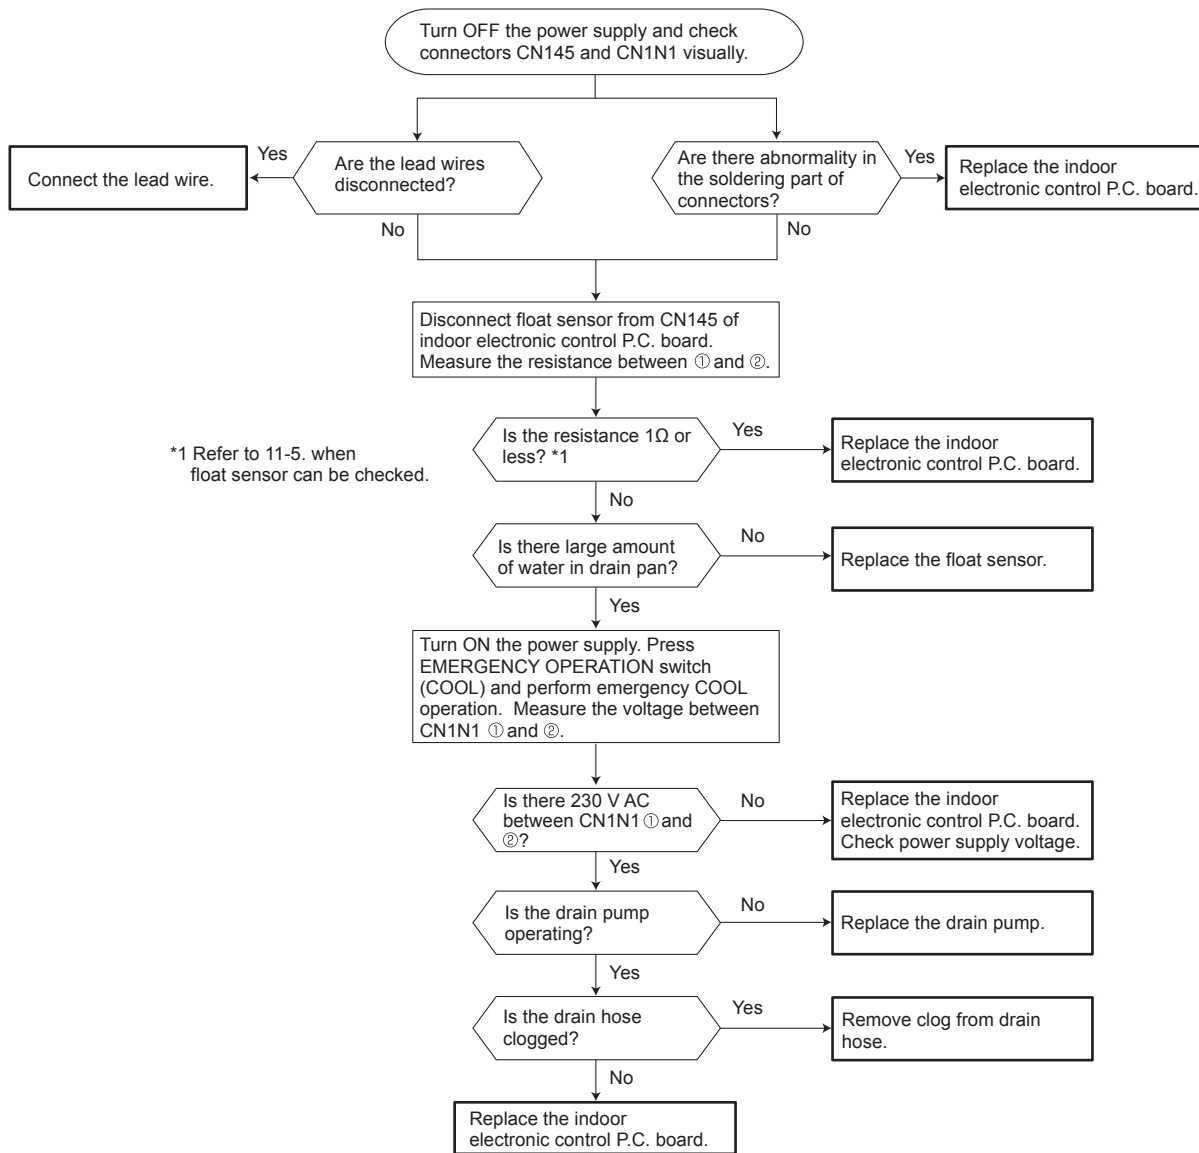 Turn OFF the power supply and check
connectors CN145 and CN1N1 visually.
Yes
Connect the lead wire.
Are the lead wires
disconnected?
No
Are there abnormality in
the soldering part of
connectors?
Yes
Replace the indoor
electronic control P.C. board.
No
Disconnect float sensor from CN145 of
indoor electronic control P.C. board.
Measure the resistance between ① and ②.
*1 Refer to 11-5. when
float sensor can be checked.
Is the resistance 1Ω or
less? *1
Yes
Replace the indoor
electronic control P.C. board.
No
Is there large amount
of water in drain pan?
No
Replace the float sensor.
Yes
Turn ON the power supply. Press
EMERGENCY OPERATION switch
(COOL) and perform emergency COOL
operation.  Measure the voltage between
CN1N1 ① and ②.
Is there 230 V AC
between CN1N1 ① and
②?
No
Replace the indoor
electronic control P.C. board.
Check power supply voltage.
Yes
Is the drain pump
operating?
No
Replace the drain pump.
Yes
Is the drain hose
clogged?
Yes
Remove clog from drain
hose.
No
Replace the indoor
electronic control P.C. board.